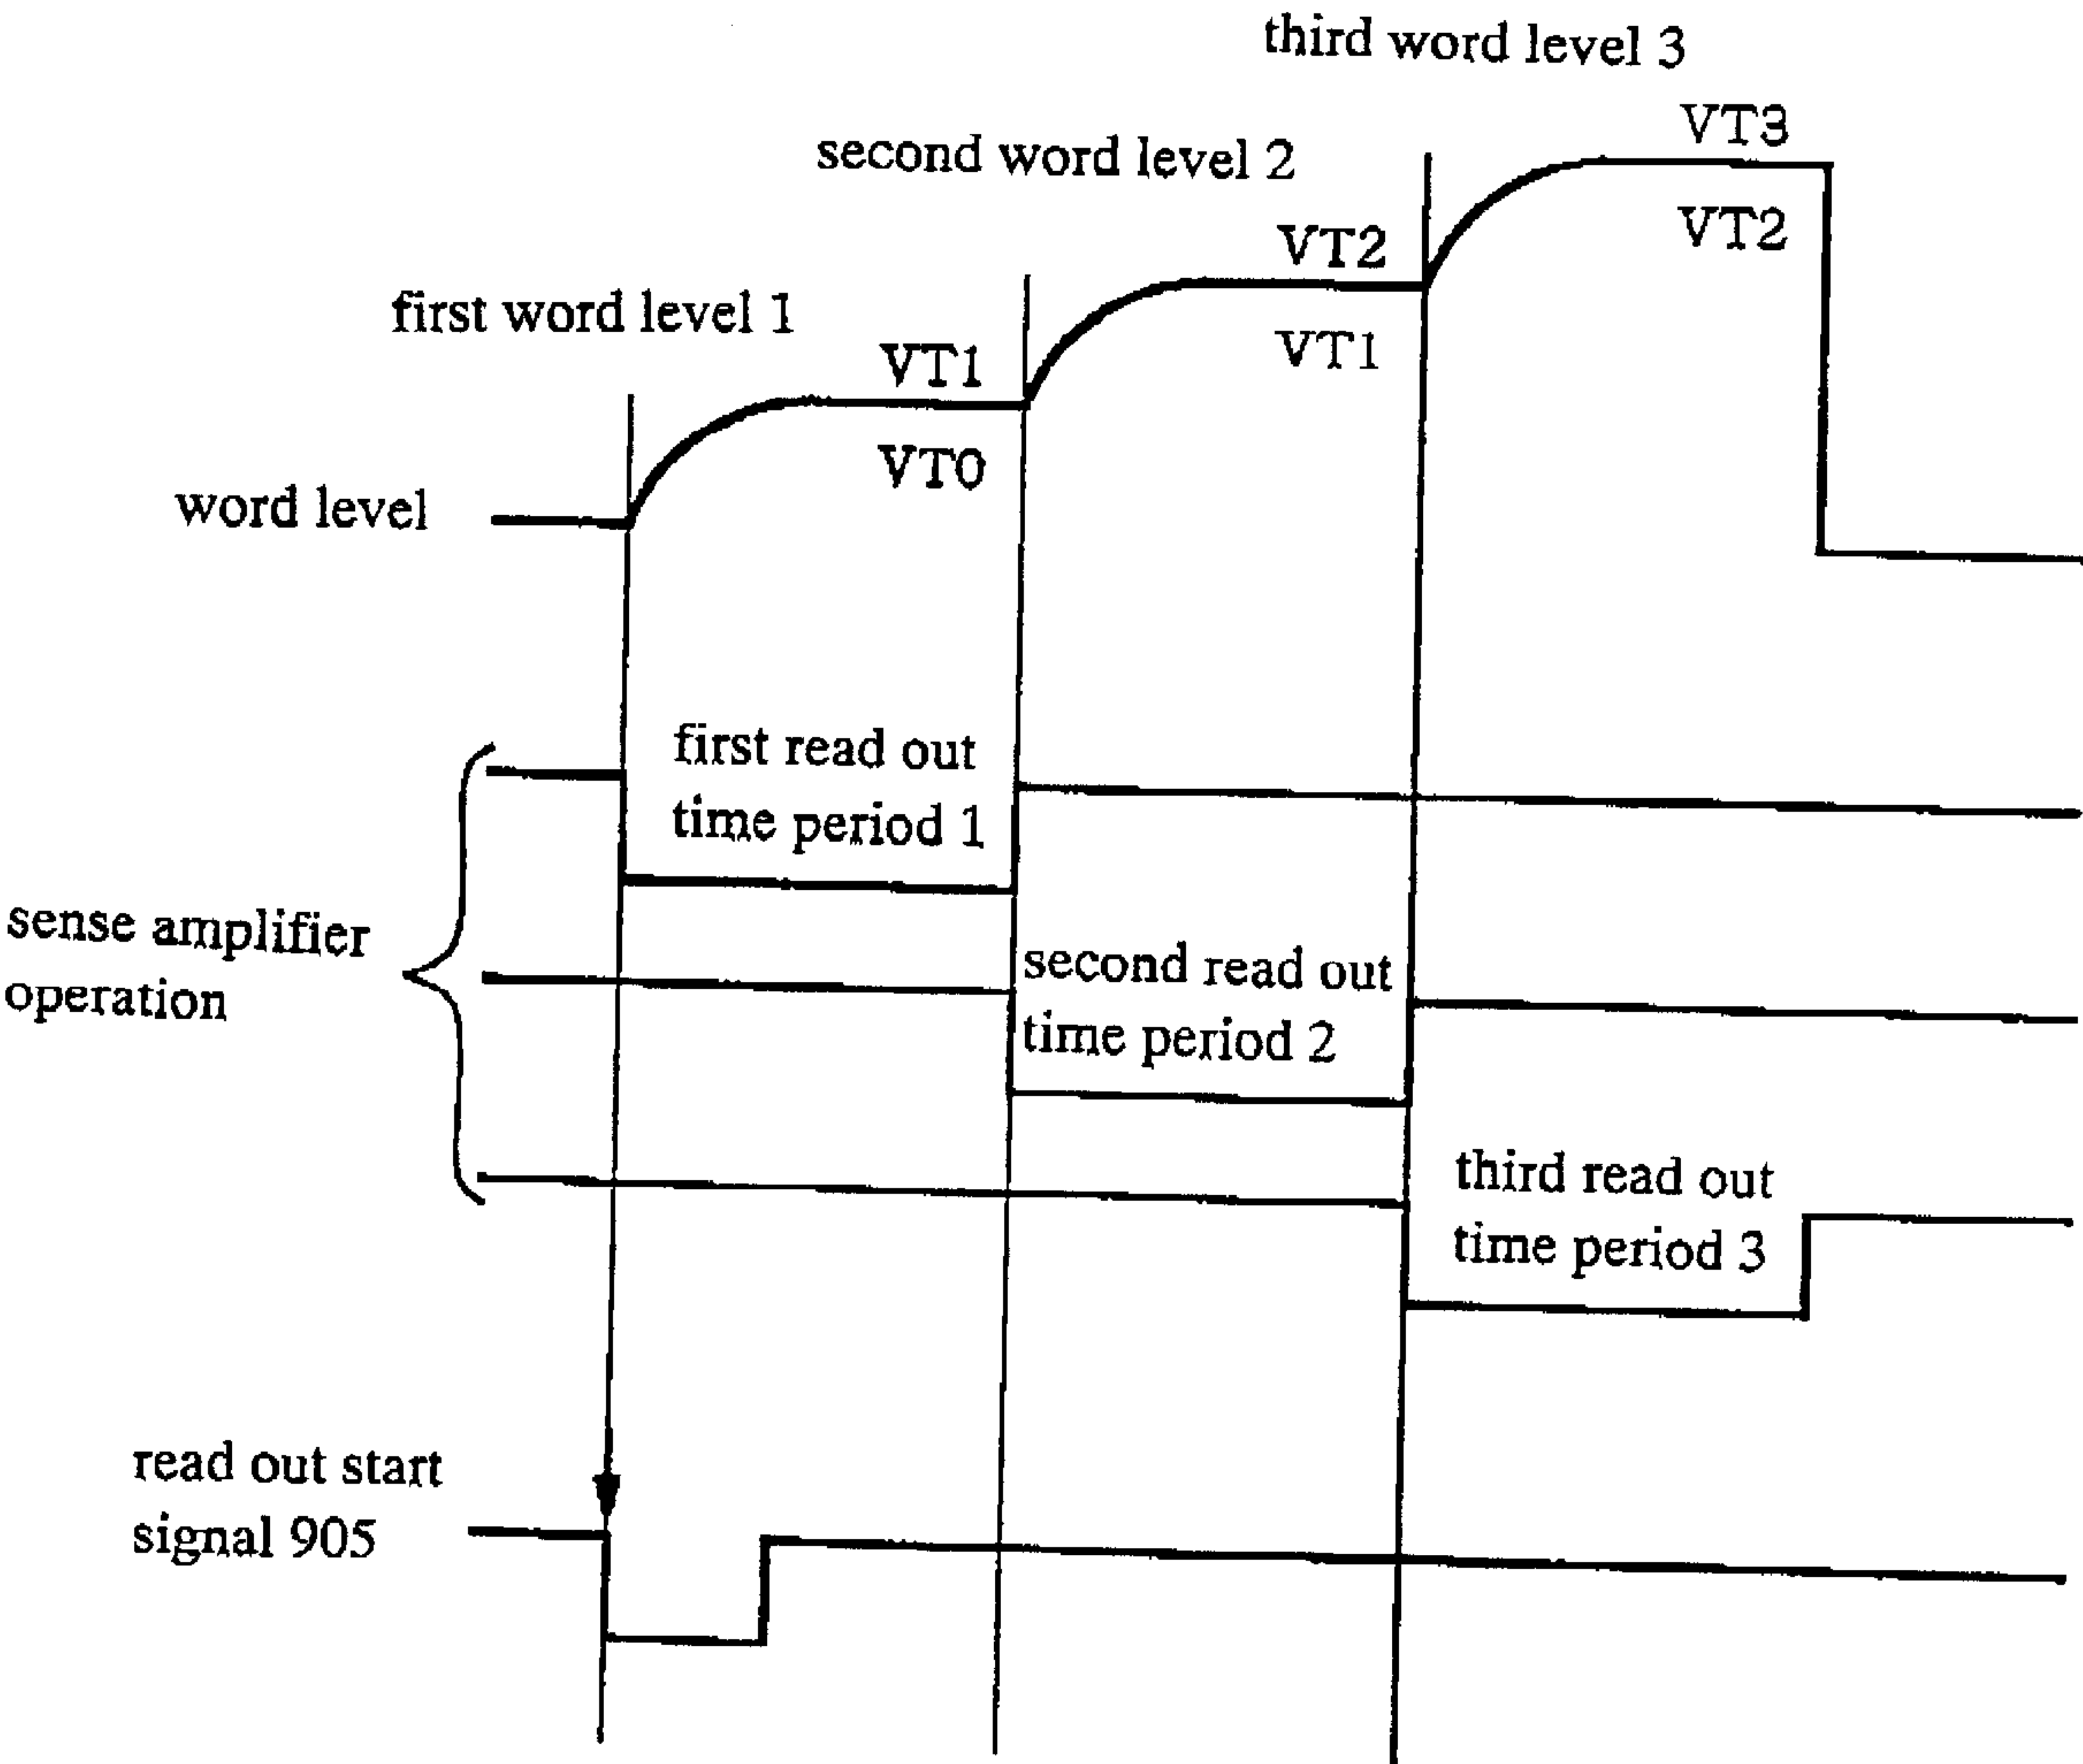 third word level 3
VT3
second word level 2
VT2
VT2
first word level 1
VT1
VT1
VT0
word level
first read out
time period 1
sense amplifier
operation
second read out
time period 2
third read out
time period 3
read out start
signal 905